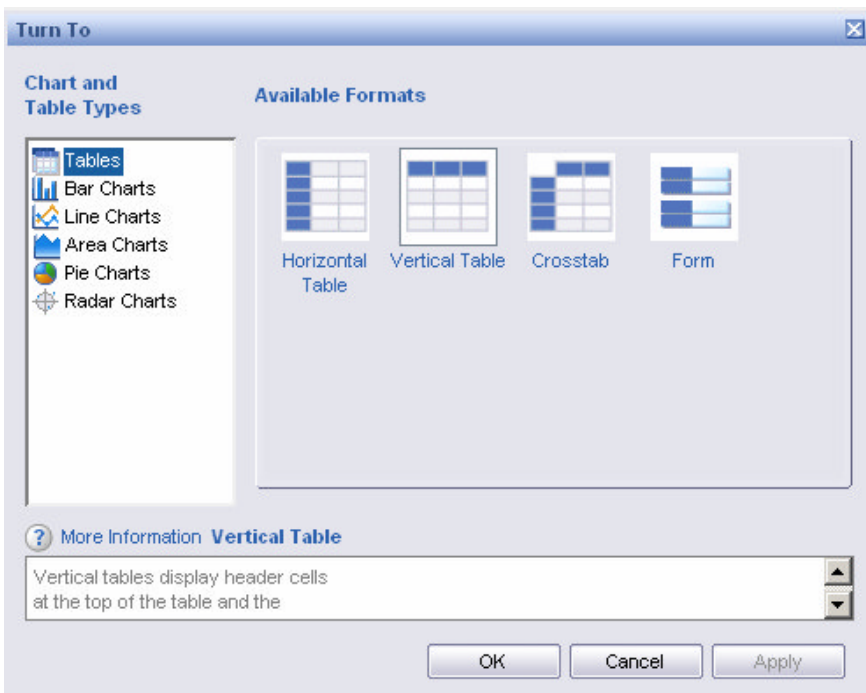 Turn To
Chart and
Table Types
Available Formats
Tables
Bar Charts
Line Charts
Area Charts
Pie Charts
Radar Charts
Horizontal
Table
Vertical Table
Crosstab
Form
More Information Vertical Table
Vertical tables display header cells
at the top of the table and the
OK
Cancel
Apply